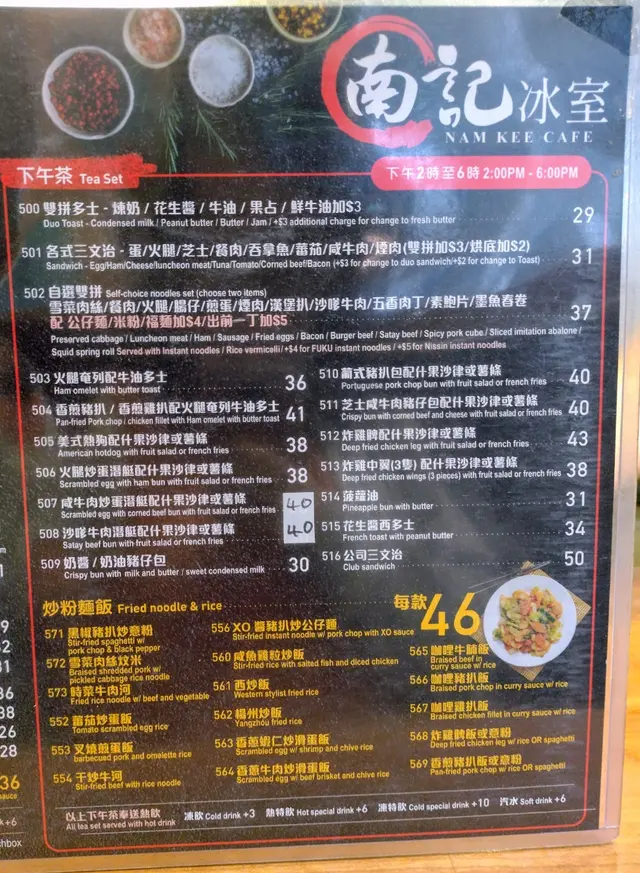 南記冰室
NAM KEE CAFE
下午茶 Tea Set
下午2時至6時 2:00PM - 6:00PM
500 雙拼多士 - 煉奶 / 花生醬 / 牛油 / 果占 / 鮮牛油加$3
Duo Toast - Condensed milk / Peanut butter / Butter / Jam / +$3 additional charge for change to fresh butter
29
501 各式三文治 - 蛋/火腿/芝士/餐肉/吞拿魚/蕃茄/咸牛肉/煙肉(雙拼加$3/烘底加$2)
Sandwich - Egg/Ham/Cheese/luncheon meat/Tuna/Tomato/Corned beef/Bacon (+$3 for change to duo sandwich/+$2 for change to Toast)
31
502 自選雙拼 Self-choice noodles set (choose two items)
雪菜肉絲/餐肉/火腿/腸仔/煎蛋/煙肉/漢堡扒/沙嗲牛肉/五香肉丁/素鮑片/墨魚春卷
配 公仔麵/米粉/福麵加$4/出前一丁加$5
37
Preserved cabbage / Luncheon meat / Ham / Sausage / Fried eggs / Bacon / Burger beef / Satay beef / Spicy pork cube / Sliced imitation abalone /
Squid spring roll Served with Instant noodles / Rice vermicelli / +$4 for FUKU instant noodles / +$5 for Nissin instant noodles
503 火腿奄列配牛油多士 36
Ham omelet with butter toast
504 香煎豬扒 / 香煎雞扒配火腿奄列牛油多士 41
Pan-fried Pork chop / chicken fillet with Ham omelet with butter toast
505 美式熱狗配什果沙律或薯條 38
American hotdog with fruit salad or french fries
506 火腿炒蛋潛艇配什果沙律或薯條 38
Scrambled egg with ham bun with fruit salad or french fries
507 咸牛肉炒蛋潛艇配什果沙律或薯條 40
Scrambled egg with corned beef bun with fruit salad or french fries
508 沙嗲牛肉潛艇配什果沙律或薯條 40
Satay beef bun with fruit salad or french fries
509 奶醬 / 奶油豬仔包 30
Crispy bun with milk and butter / sweet condensed milk
510 葡式豬扒包配什果沙律或薯條 40
Portuguese pork chop bun with fruit salad or french fries
511 芝士咸牛肉豬仔包配什果沙律或薯條 40
Crispy bun with corned beef and cheese with fruit salad or french fries
512 炸雞髀配什果沙律或薯條 43
Deep fried chicken leg with fruit salad or french fries
513 炸雞中翼(3隻) 配什果沙律或薯條 38
Deep fried chicken wings (3 pieces) with fruit salad or french fries
514 菠蘿油 31
Pineapple bun with butter
515 花生醬西多士 34
French toast with peanut butter
516 公司三文治 50
Club sandwich
炒粉麵飯 Fried noodle & rice
每款 46
571 黑椒豬扒炒意粉
Stir-fried spaghetti w/
pork chop & black pepper
572 雪菜肉絲炆米
Braised shredded pork w/
pickled cabbage rice noodle
573 時菜牛肉河
Fried rice noodle w/ beef and vegetable
552 蕃茄炒蛋飯
Tomato scrambled egg rice
553 叉燒煎蛋飯
barbecued pork and omelette rice
554 干炒牛河
Stir-fried beef with rice noodle
556 XO 醬豬扒炒公仔麵
Stir-fried instant noodle w/ pork chop with XO sauce
560 咸魚雞粒炒飯
Stir-fried rice with salted fish and diced chicken
561 西炒飯
Western stylist fried rice
562 楊州炒飯
Yangzhou fried rice
563 香蔥蝦仁炒滑蛋飯
Scrambled egg w/ shrimp and chive rice
564 香蔥牛肉炒滑蛋飯
Scrambled egg w/ beef brisket and chive rice
565 咖喱牛腩飯
Braised beef in
curry sauce w/ rice
566 咖喱豬扒飯
Braised pork chop in curry sauce w/ rice
567 咖喱雞扒飯
Braised chicken fillet in curry sauce w/ rice
568 炸雞髀飯或意粉
Deep fried chicken leg w/ rice OR spaghetti
569 香煎豬扒飯或意粉
Pan-fried pork chop w/ rice OR spaghetti
以上下午茶奉送熱飲
All tea set served with hot drink
凍飲 Cold drink +3 熱特飲 Hot special drink +6 凍特飲 Cold special drink +10 汽水 Soft drink +6